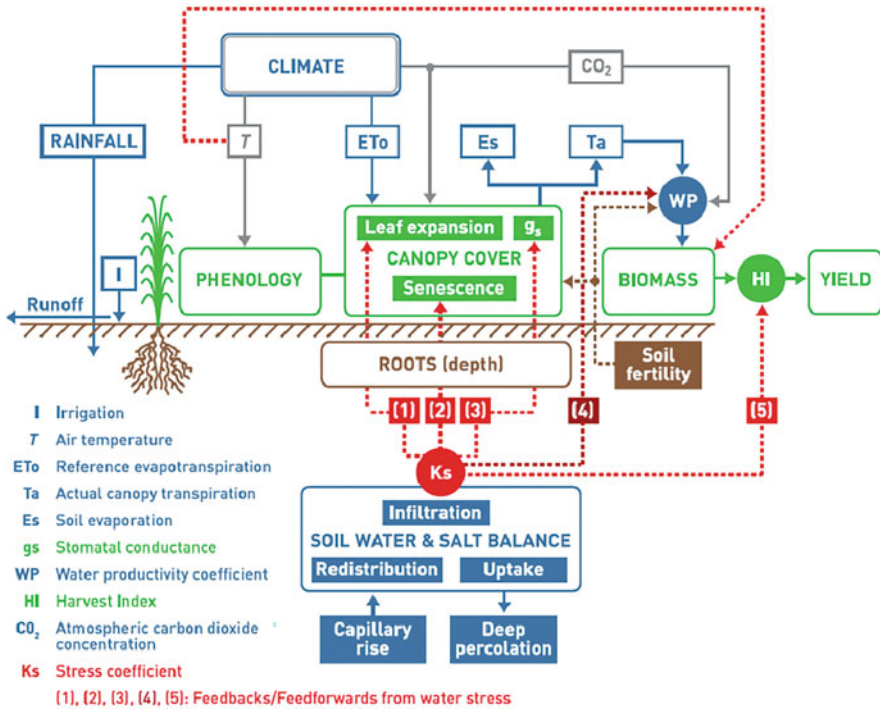 CLIMATE
CO₂
RAINFALL
T
ETo
Es
Ta
WP
Leaf expansion
gs
CANOPY COVER
Senescence
PHENOLOGY
BIOMASS
HI
YIELD
I
Runoff
ROOTS (depth)
Soil
fertility
(1)
(2)
(3)
(4)
(5)
Ks
Infiltration
SOIL WATER & SALT BALANCE
Redistribution
Uptake
Capillary
rise
Deep
percolation
I Irrigation
T Air temperature
ETo Reference evapotranspiration
Ta Actual canopy transpiration
Es Soil evaporation
gs Stomatal conductance
WP Water productivity coefficient
HI Harvest Index
CO₂ Atmospheric carbon dioxide
concentration
Ks Stress coefficient
(1), (2), (3), (4), (5): Feedbacks/Feedforwards from water stress